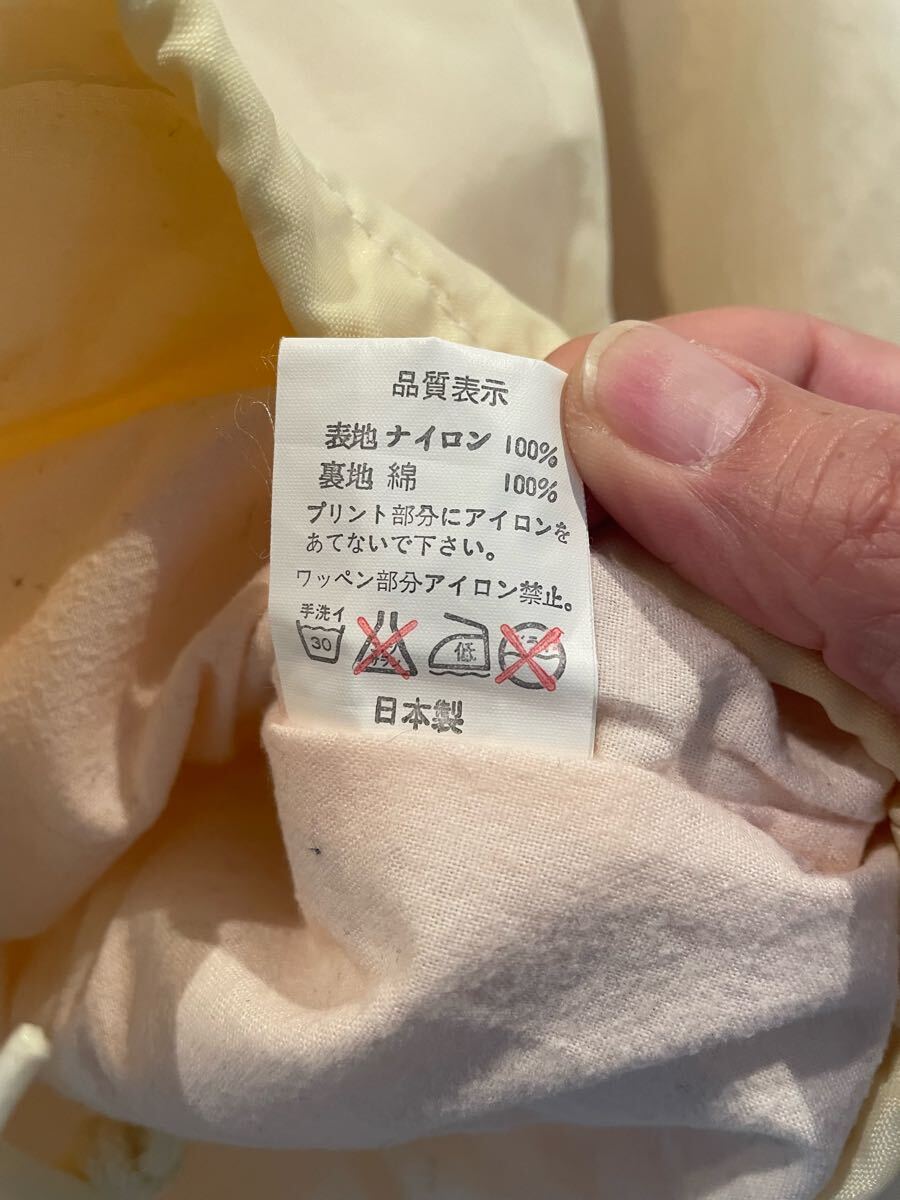 品質表示
表地 ナイロン 100%
裏地 綿 100%
プリント部分にアイロンを
あてないで下さい。
ワッペン部分アイロン禁止。
手洗イ
30
低
日本製